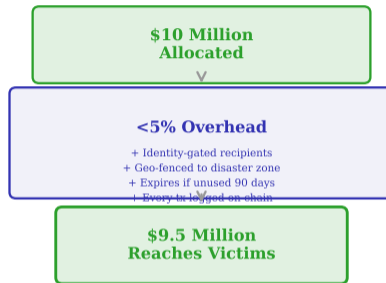 $10 Million
Allocated
<5% Overhead
+ Identity-gated recipients
+ Geo-fenced to disaster zone
+ Expires if unused 90 days
+ Every tx logged on-chain
$9.5 Million
Reaches Victims